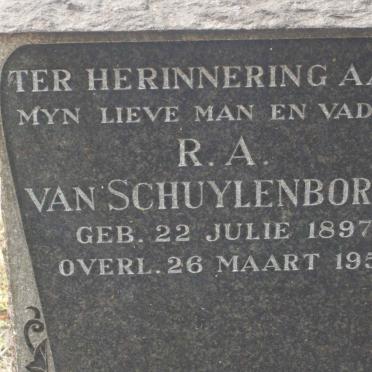 TER HERINNERING AA
MYN LIEVE MAN EN VAD
R. A.
VAN SCHUYLENBOR
GEB. 22 JULIE 1897
OVERL. 26 MAART 195